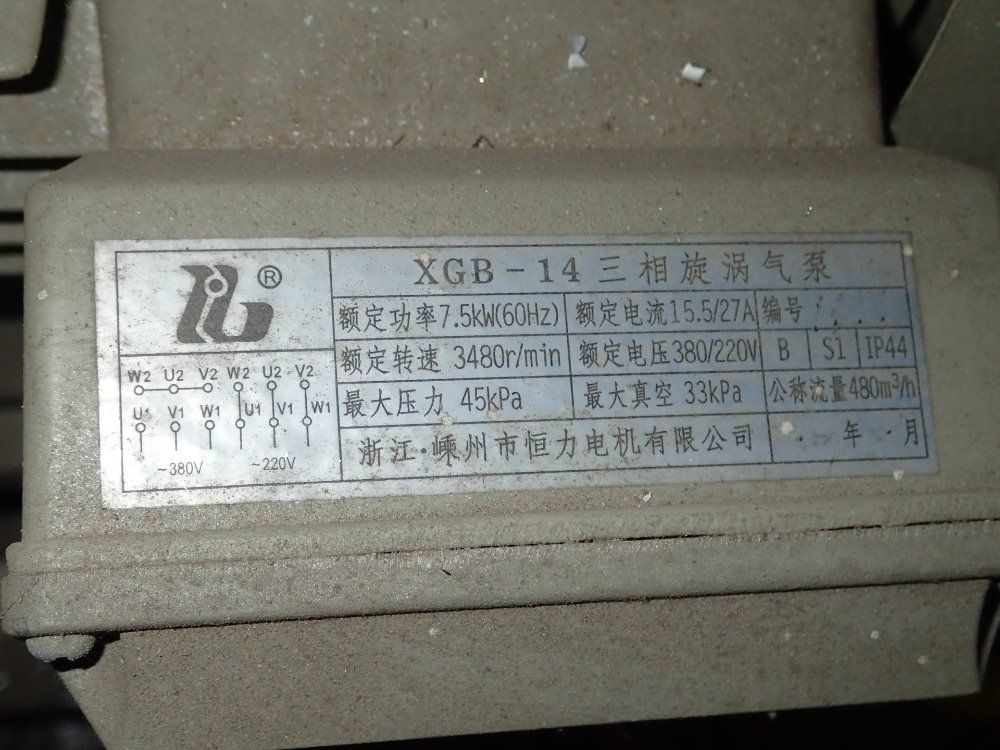 ®
XGB-14三相旋涡气泵
额定功率7.5kW(60Hz) 额定电流15.5/27A 编号
额定转速 3480r/min 额定电压380/220V B S1 IP44
最大压力 45kPa 最大真空 33kPa 公称流量480m³/h
浙江·嵊州市恒力电机有限公司 年 月
W2 U2 V2 W2 U2 V2
U1 V1 W1 U1 V1 W1
~380V ~220V